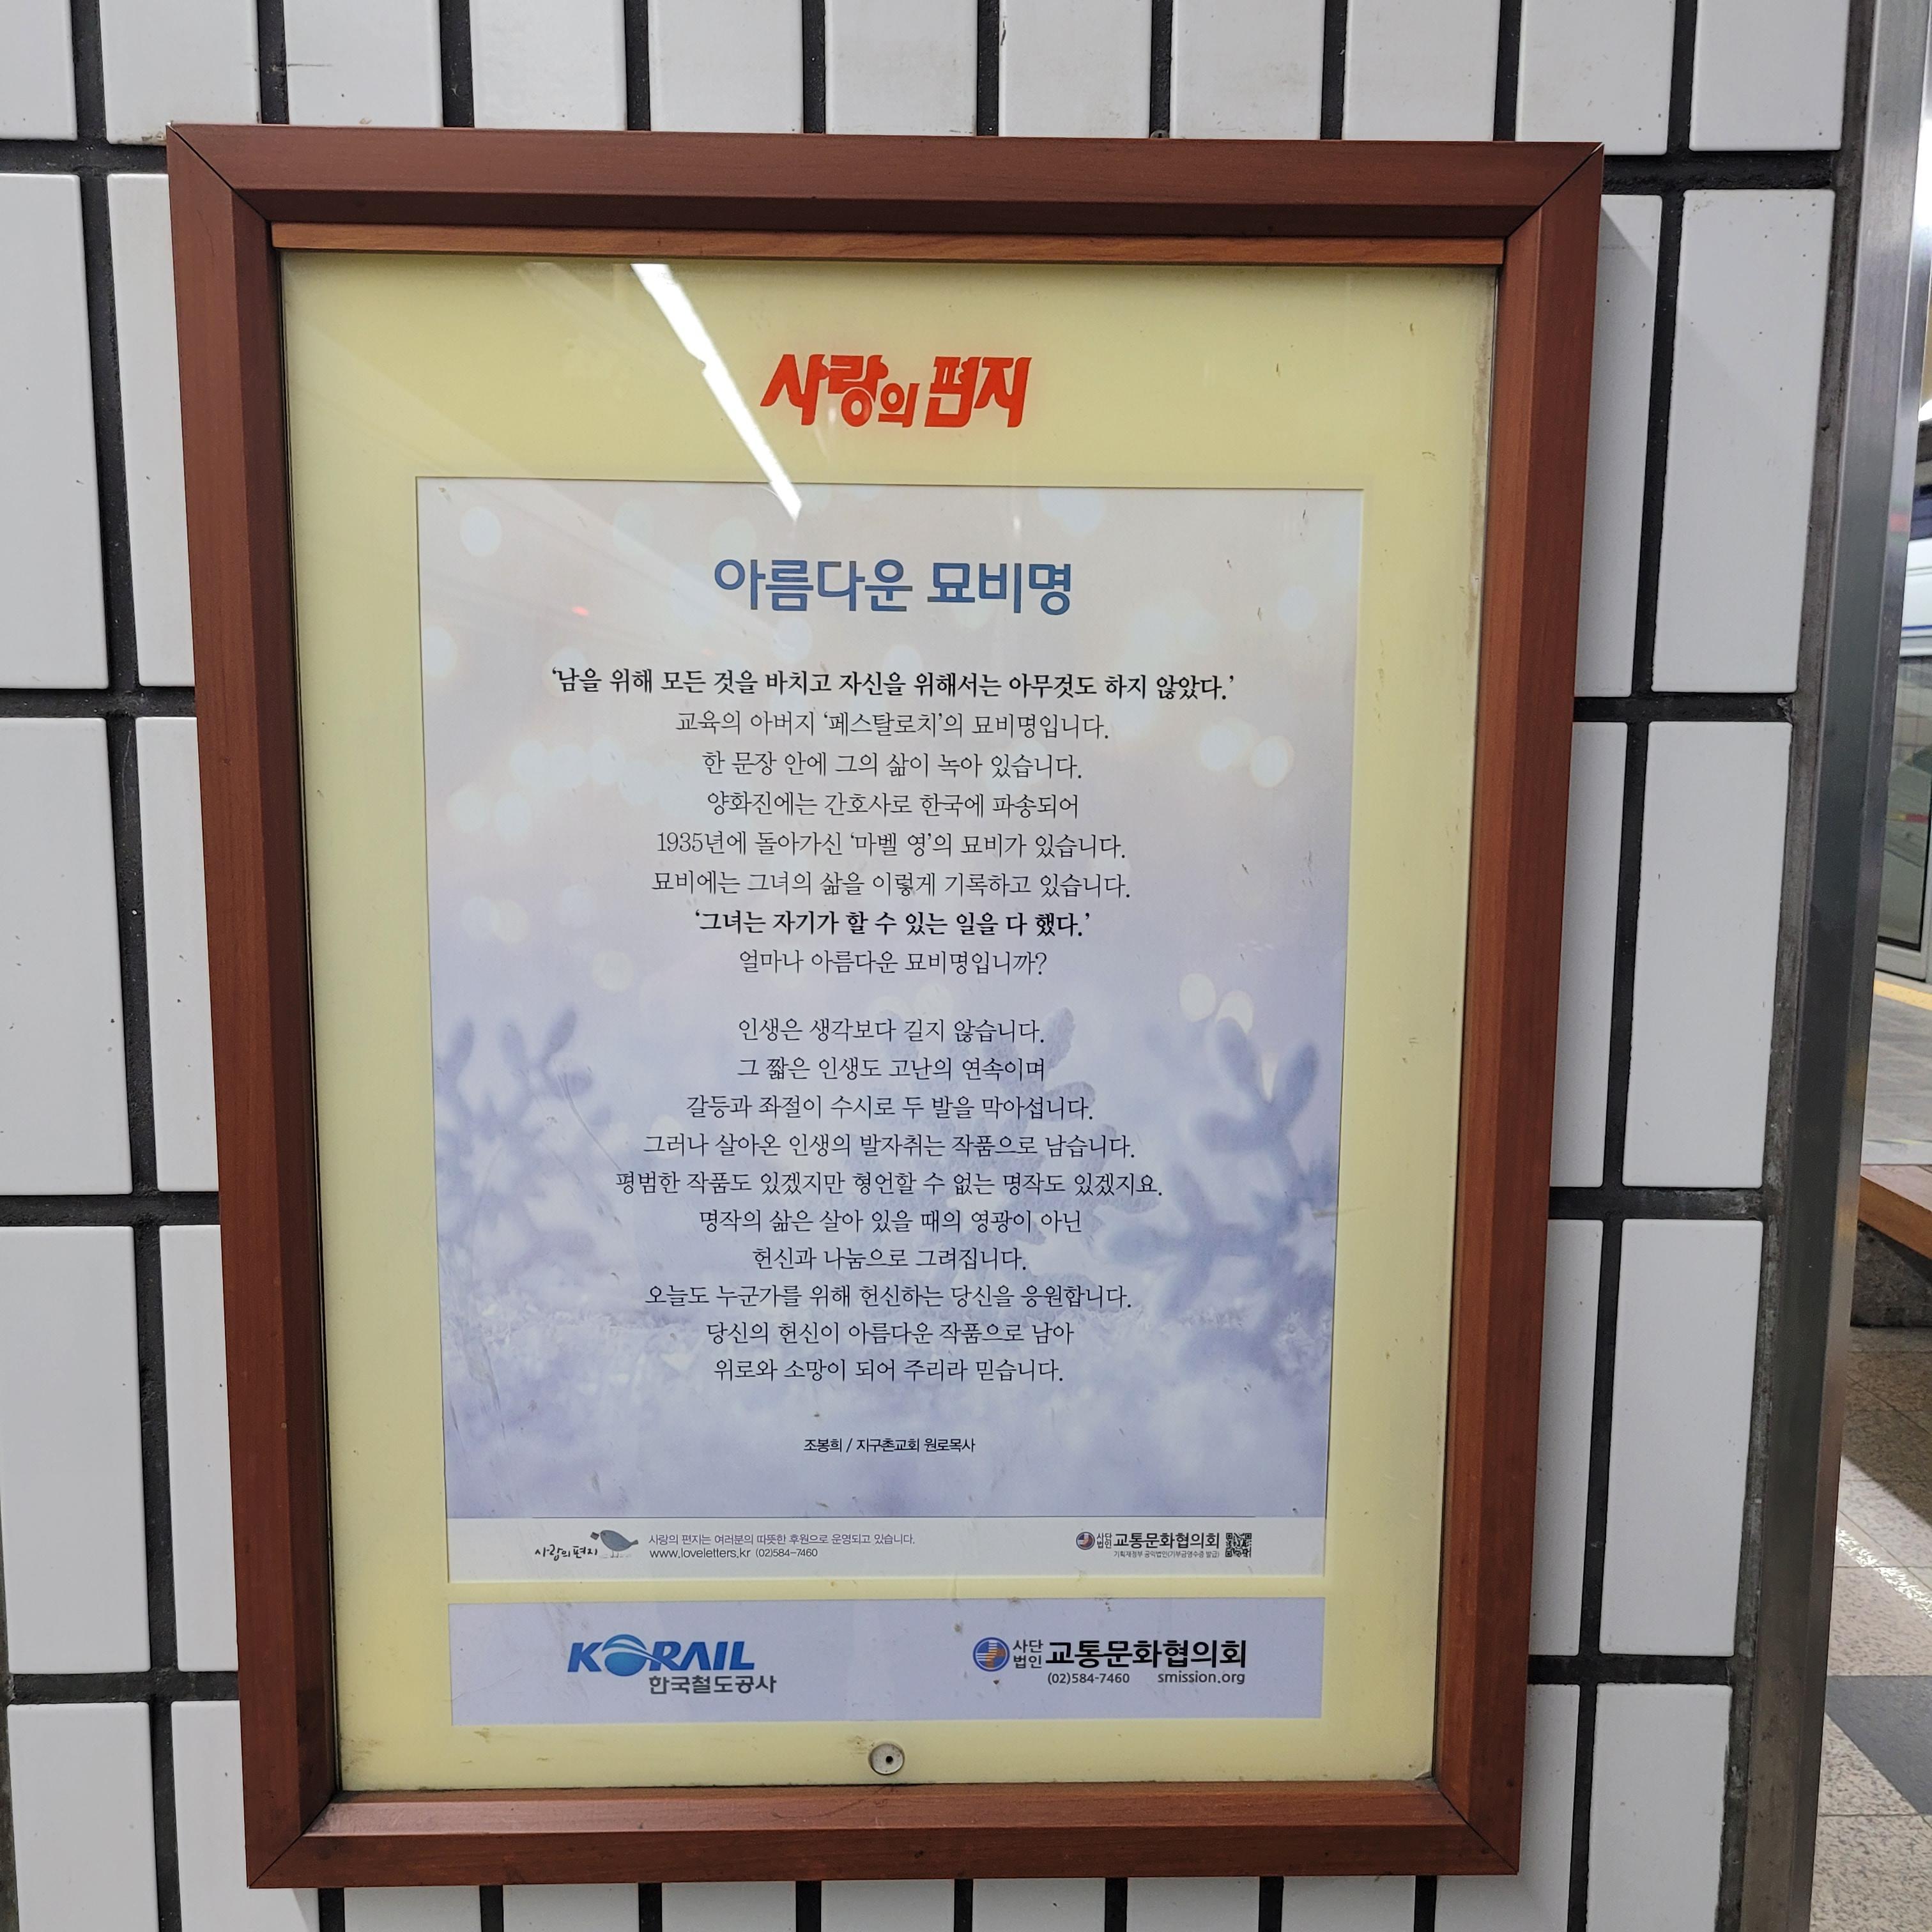 사랑의 편지
아름다운 묘비명
‘남을 위해 모든 것을 바치고 자신을 위해서는 아무것도 하지 않았다.’
교육의 아버지 ‘페스탈로치’의 묘비명입니다.
한 문장 안에 그의 삶이 녹아 있습니다.
양화진에는 간호사로 한국에 파송되어
1935년에 돌아가신 ‘마벨 영’의 묘비가 있습니다.
묘비에는 그녀의 삶을 이렇게 기록하고 있습니다.
‘그녀는 자기가 할 수 있는 일을 다 했다.’
얼마나 아름다운 묘비명입니까?
인생은 생각보다 길지 않습니다.
그 짧은 인생도 고난의 연속이며
갈등과 좌절이 수시로 두 발을 막아섭니다.
그러나 살아온 인생의 발자취는 작품으로 남습니다.
평범한 작품도 있겠지만 형언할 수 없는 명작도 있겠지요.
명작의 삶은 살아 있을 때의 영광이 아닌
헌신과 나눔으로 그려집니다.
오늘도 누군가를 위해 헌신하는 당신을 응원합니다.
당신의 헌신이 아름다운 작품으로 남아
위로와 소망이 되어 주리라 믿습니다.
조봉희 / 지구촌교회 원로목사
사랑의 편지
사랑의 편지는 여러분의 따뜻한 후원으로 운영되고 있습니다.
www.loveletters.kr (02)584-7460
사단법인 교통문화협의회
기획재정부 공익법인(기부금영수증 발급)
KORAIL
한국철도공사
사단법인 교통문화협의회
(02)584-7460 smission.org